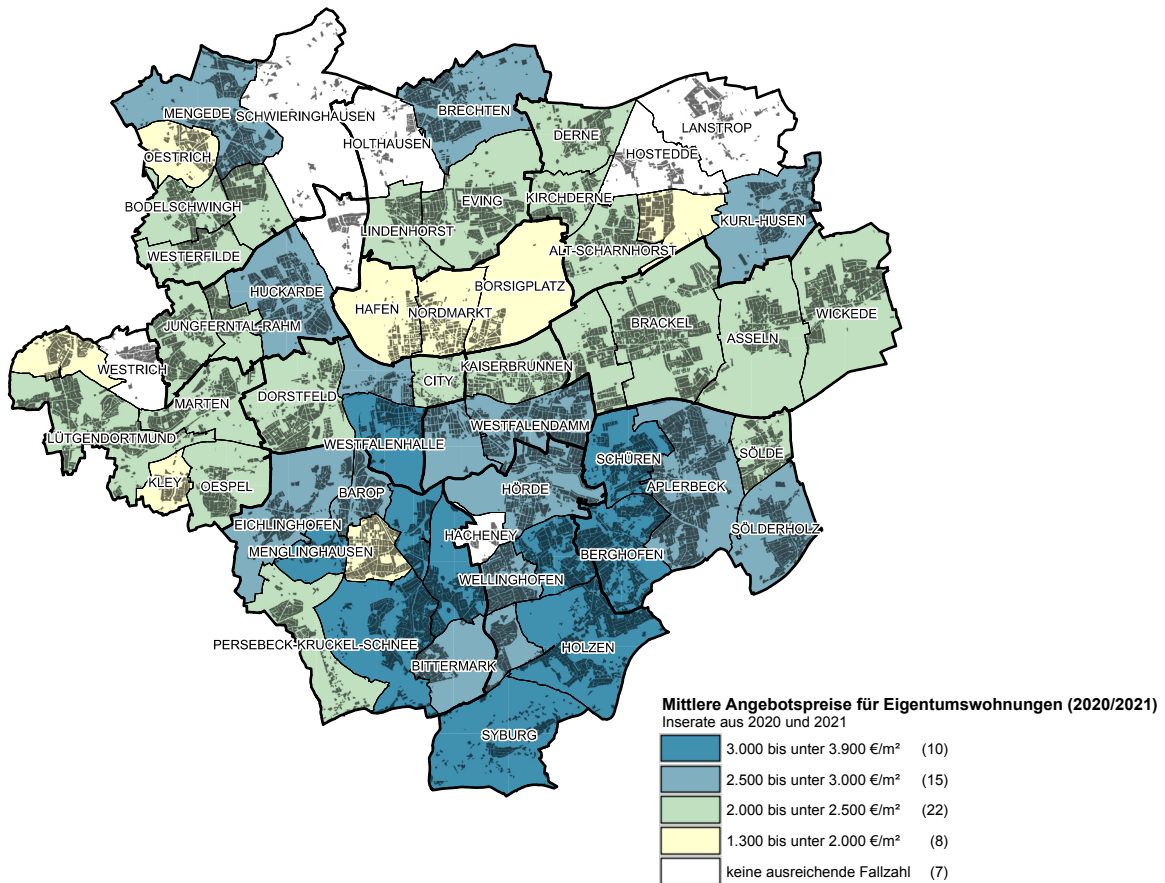 MENGEDE
SCHWIERINGHAUSEN
BRECHTEN
HOLTHAUSEN
DERNE
LANSTROP
OESTRICH
HOSTEDDE
BODELSCHWINGH
EVING
KIRCHDERNE
KURL-HUSEN
LINDENHORST
ALT-SCHARNHORST
WESTERFILDE
HUCKARDE
BORSIGPLATZ
HAFEN
NORDMARKT
WICKEDE
JUNGFERNTAL-RAHM
BRACKEL
ASSELN
WESTRICH
KAISERBRUNNEN
CITY
DORSTFELD
MARTEN
WESTFALENDAMM
LÜTGENDORTMUND
WESTFALENHALLE
SCHÜREN
SÖLDE
KLEY
OESPEL
BAROP
HÖRDE
APLERBECK
EICHLINGHOFEN
SÖLDERHOLZ
HACHENEY
MENGLINGHAUSEN
BERGHOFEN
WELLINGHOFEN
PERSEBECK-KRUCKEL-SCHNEE
HOLZEN
BITTERMARK
SYBURG
Mittlere Angebotspreise für Eigentumswohnungen (2020/2021)
Inserate aus 2020 und 2021
3.000 bis unter 3.900 €/m² (10)
2.500 bis unter 3.000 €/m² (15)
2.000 bis unter 2.500 €/m² (22)
1.300 bis unter 2.000 €/m² (8)
keine ausreichende Fallzahl (7)